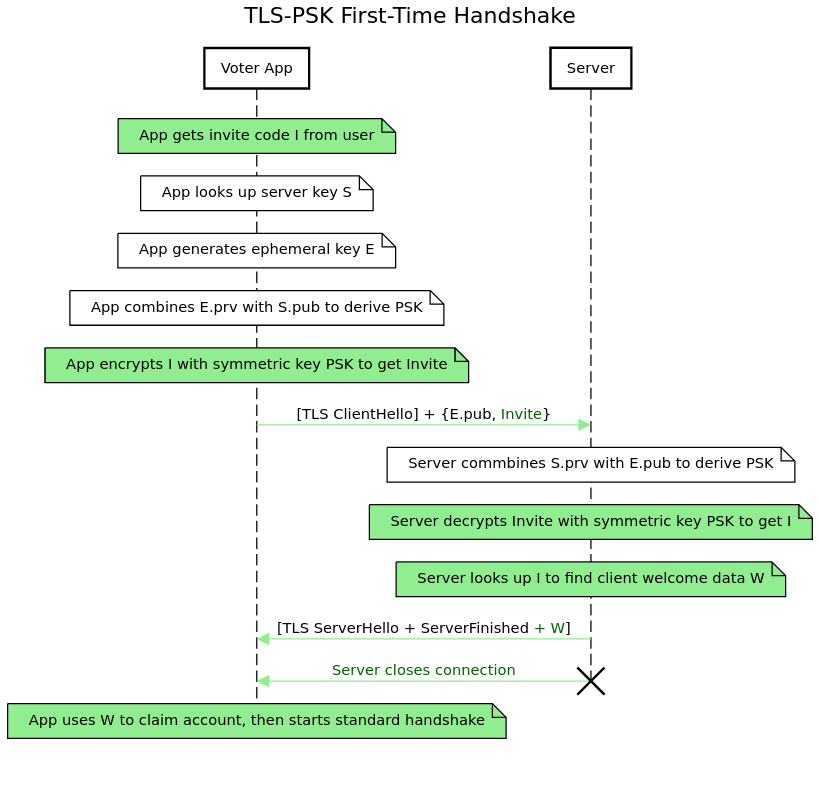 TLS-PSK First-Time Handshake
Voter App
Server
App gets invite code I from user
App looks up server key S
App generates ephemeral key E
App combines E.prv with S.pub to derive PSK
App encrypts I with symmetric key PSK to get Invite
[TLS ClientHello] + {E.pub, Invite}
Server commbines S.prv with E.pub to derive PSK
Server decrypts Invite with symmetric key PSK to get I
Server looks up I to find client welcome data W
[TLS ServerHello + ServerFinished + W]
Server closes connection
App uses W to claim account, then starts standard handshake